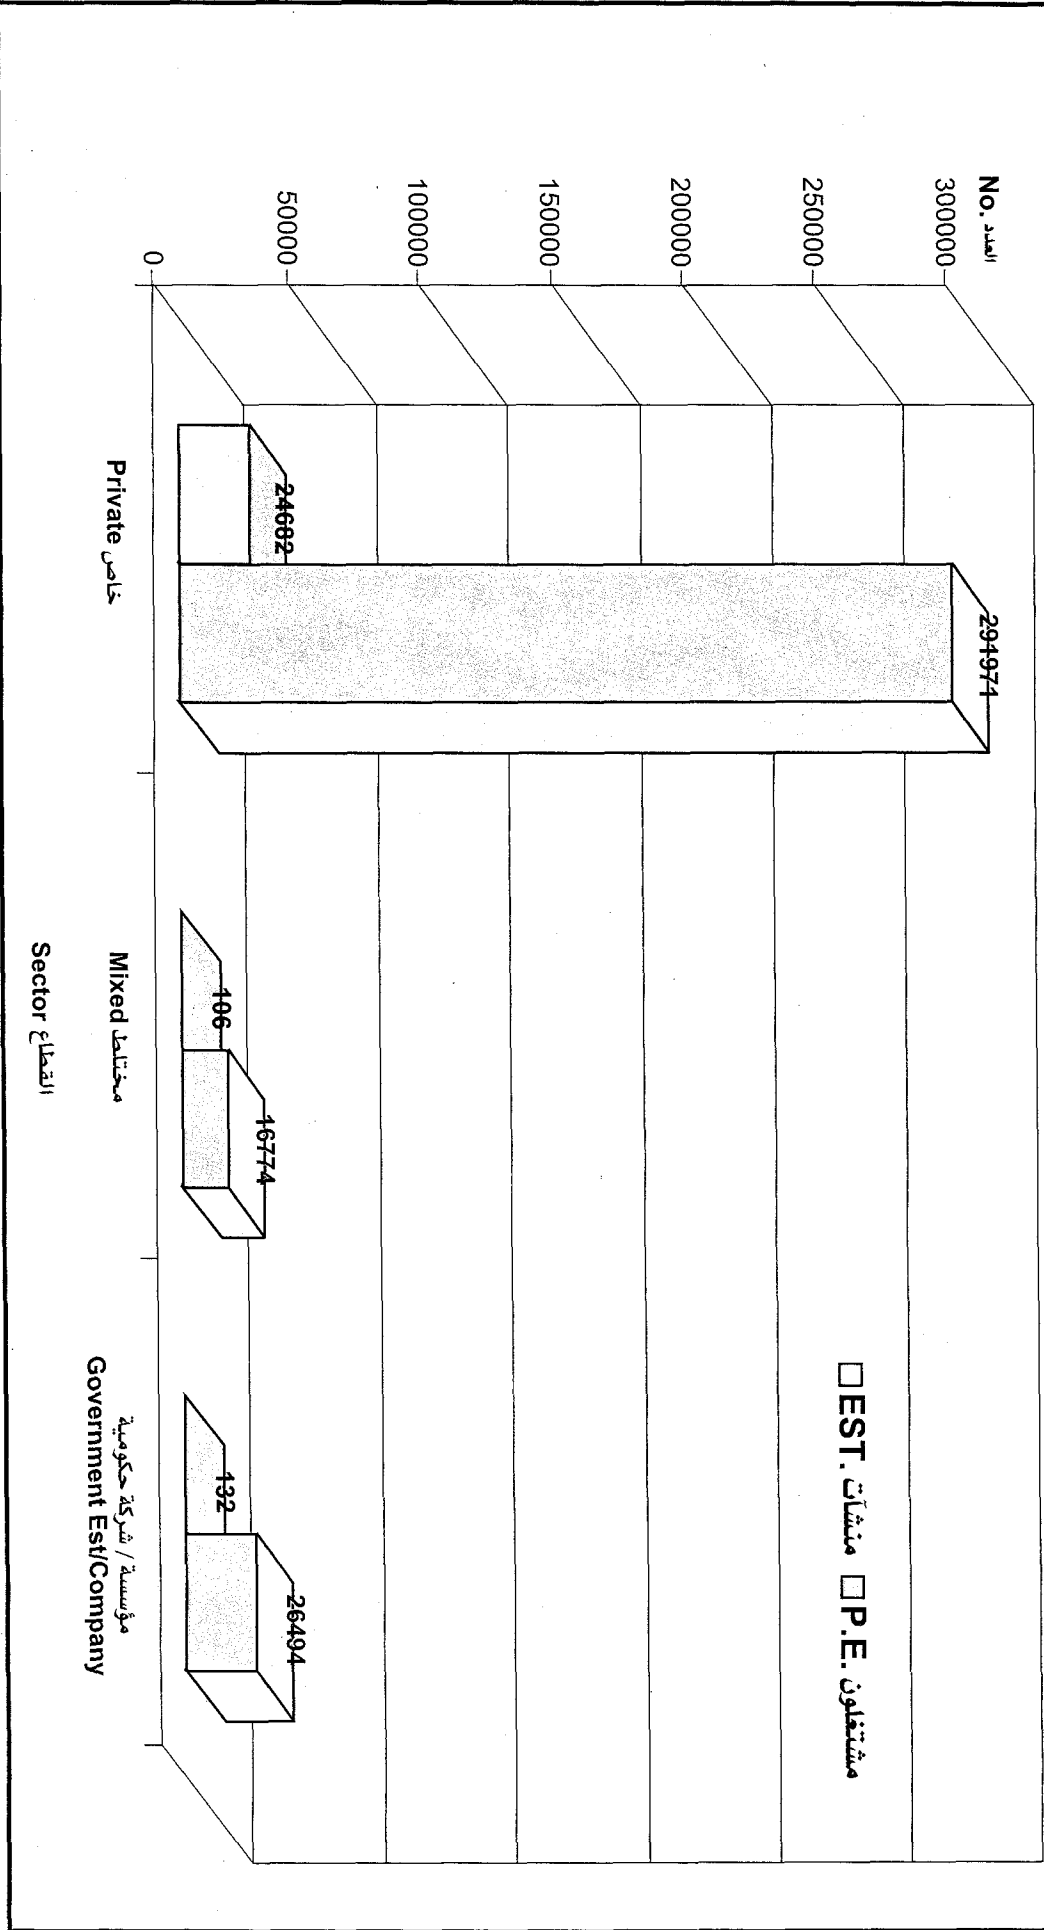 No. العدد
300000
250000
200000
150000
100000
50000
0
24682
291971
106
16774
132
26494
□EST. منشآت □P.E. مشتغلون
Private خاص
Mixed مختلط
مؤسسة / شركة حكومية
Government Est/Company
Sector القطاع